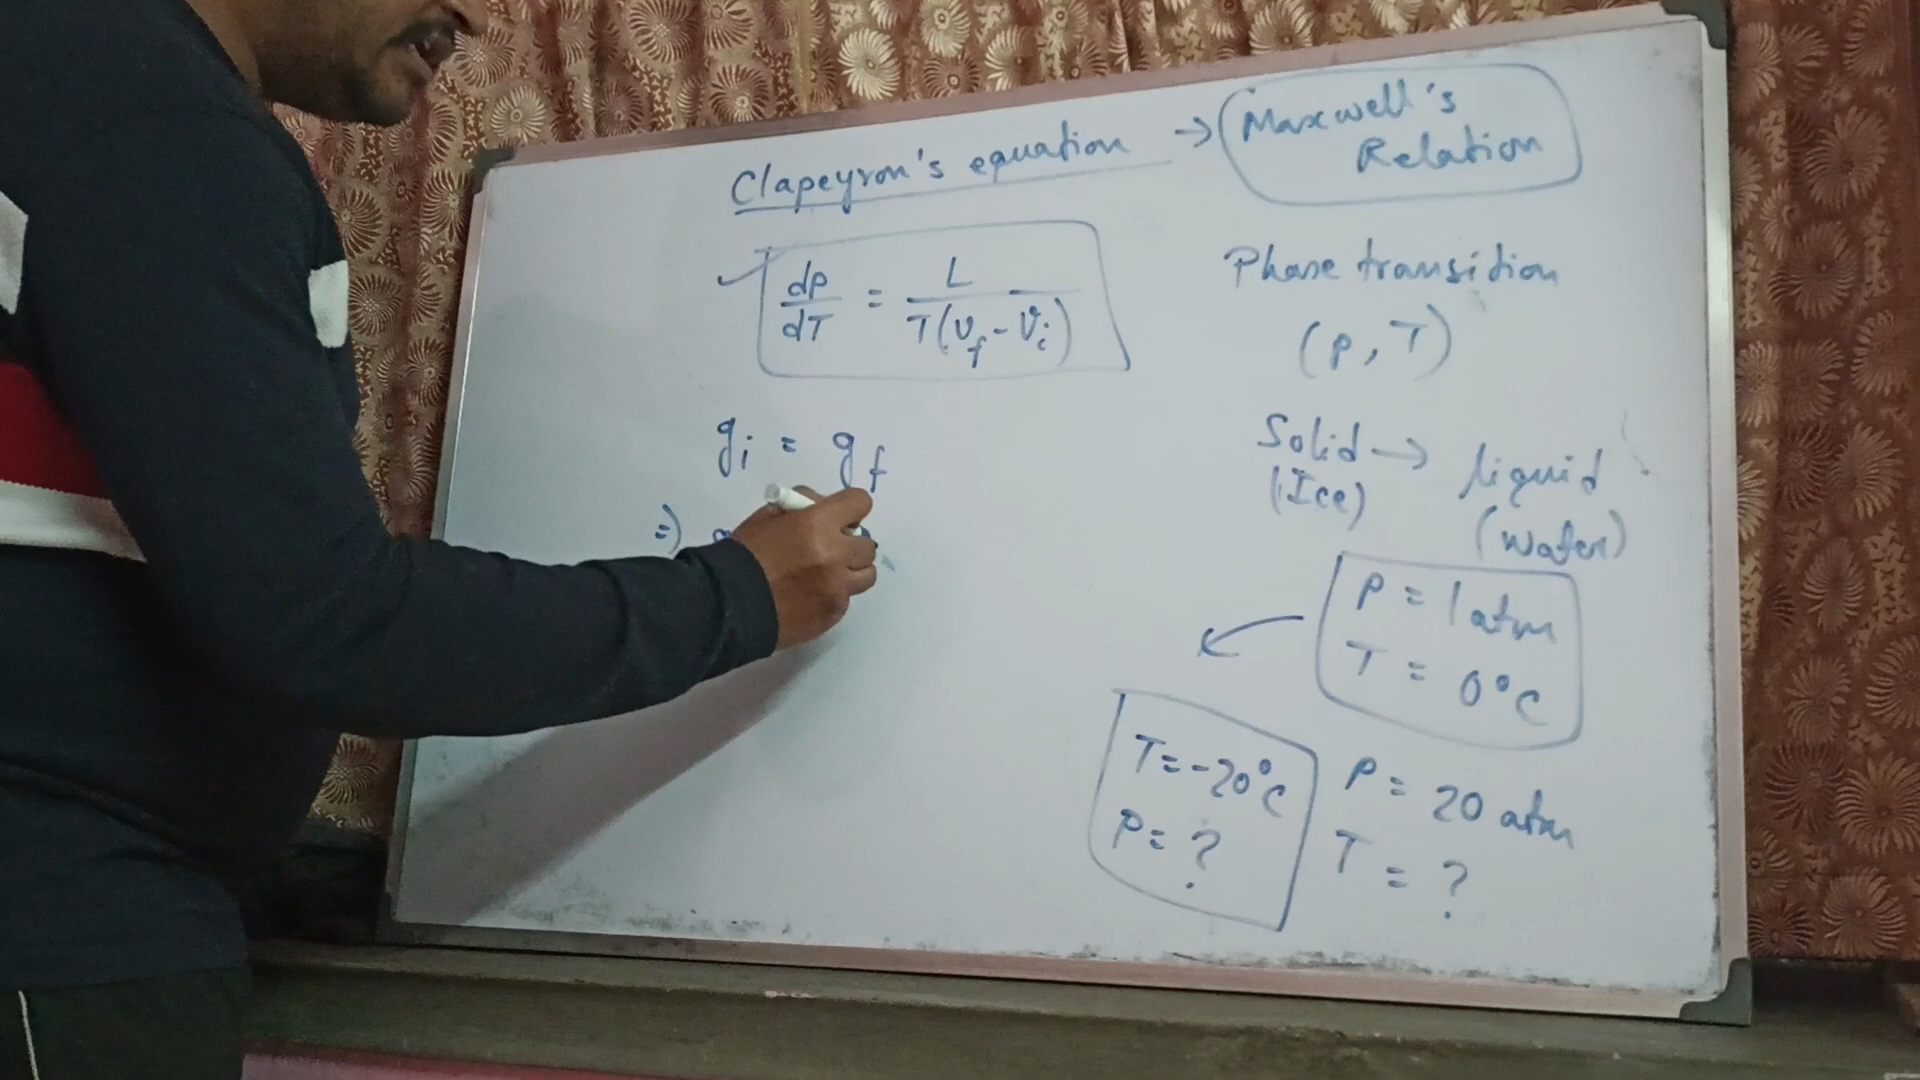 Clapeyron's equation → Maxwell's
Relation
dp/dT = L/T(v_f - v_i)
Phase transition
(P, T)
g_i = g_f
Solid → liquid
(Ice) (Water)
=)
P = 1 atm
T = 0°C
T = -20°C
P = ?
P = 20 atm
T = ?